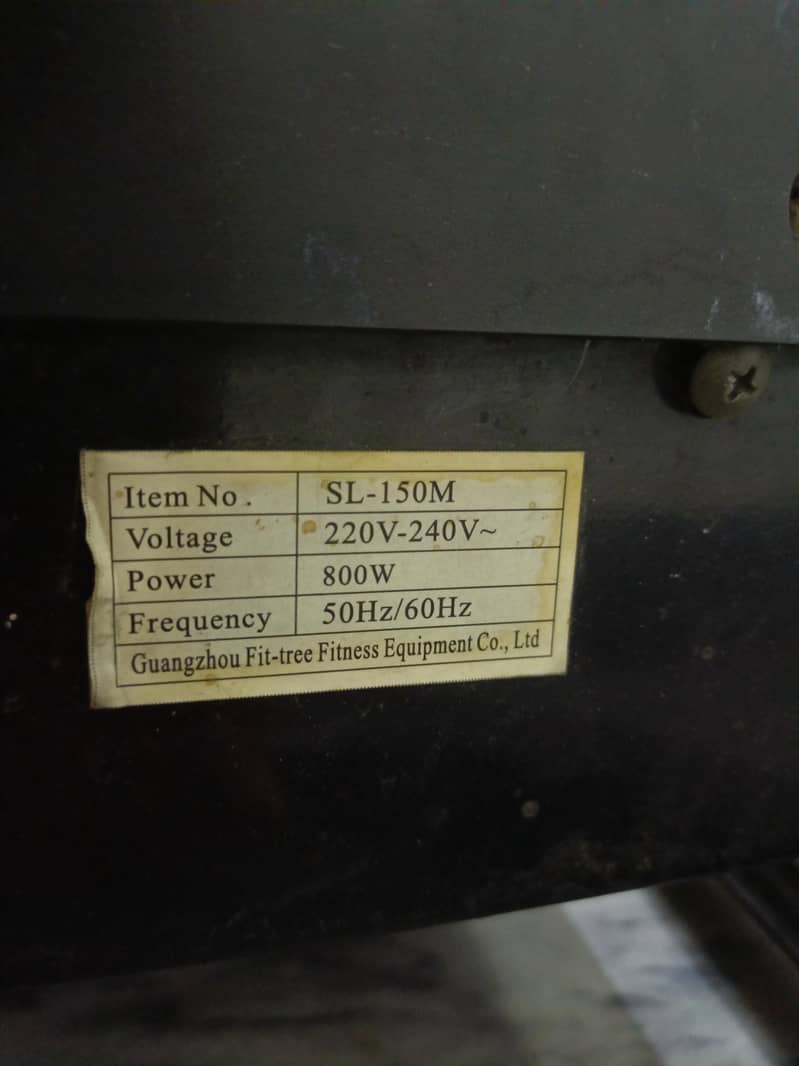 Item No . SL-150M
Voltage 220V-240V~
Power 800W
Frequency 50Hz/60Hz
Guangzhou Fit-tree Fitness Equipment Co., Ltd